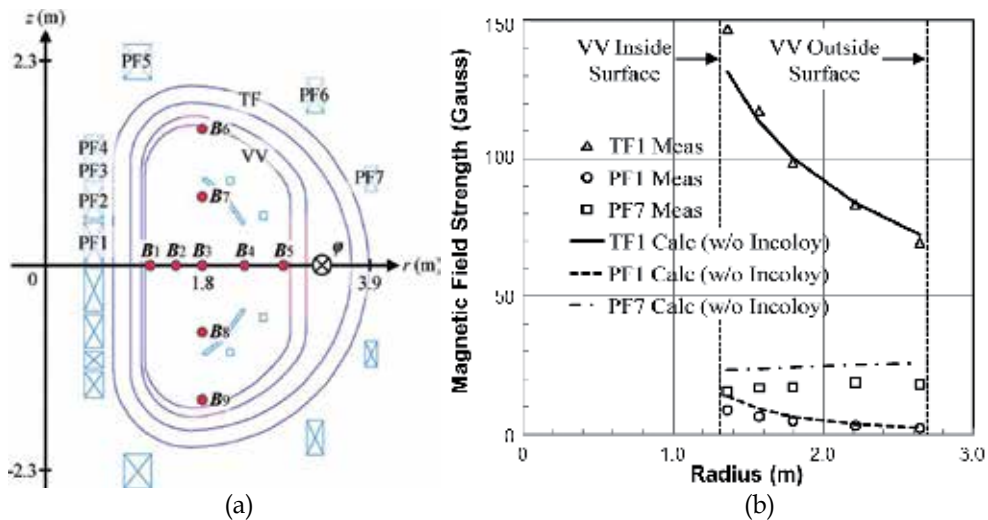 z (m)
2.3
PF5
PF6
TF
B6
PF4
VV
PF3
PF7
B7
PF2
PF1
B1 B2 B3 B4 B5
φ
r (m)
0
1.8
3.9
B8
B9
-2.3
(a)
Magnetic Field Strength (Gauss)
150
VV Inside
Surface
VV Outside
Surface
TF1 Meas
100
PF1 Meas
PF7 Meas
TF1 Calc (w/o Incoloy)
PF1 Calc (w/o Incoloy)
50
PF7 Calc (w/o Incoloy)
0
0 1.0 2.0 3.0
Radius (m)
(b)